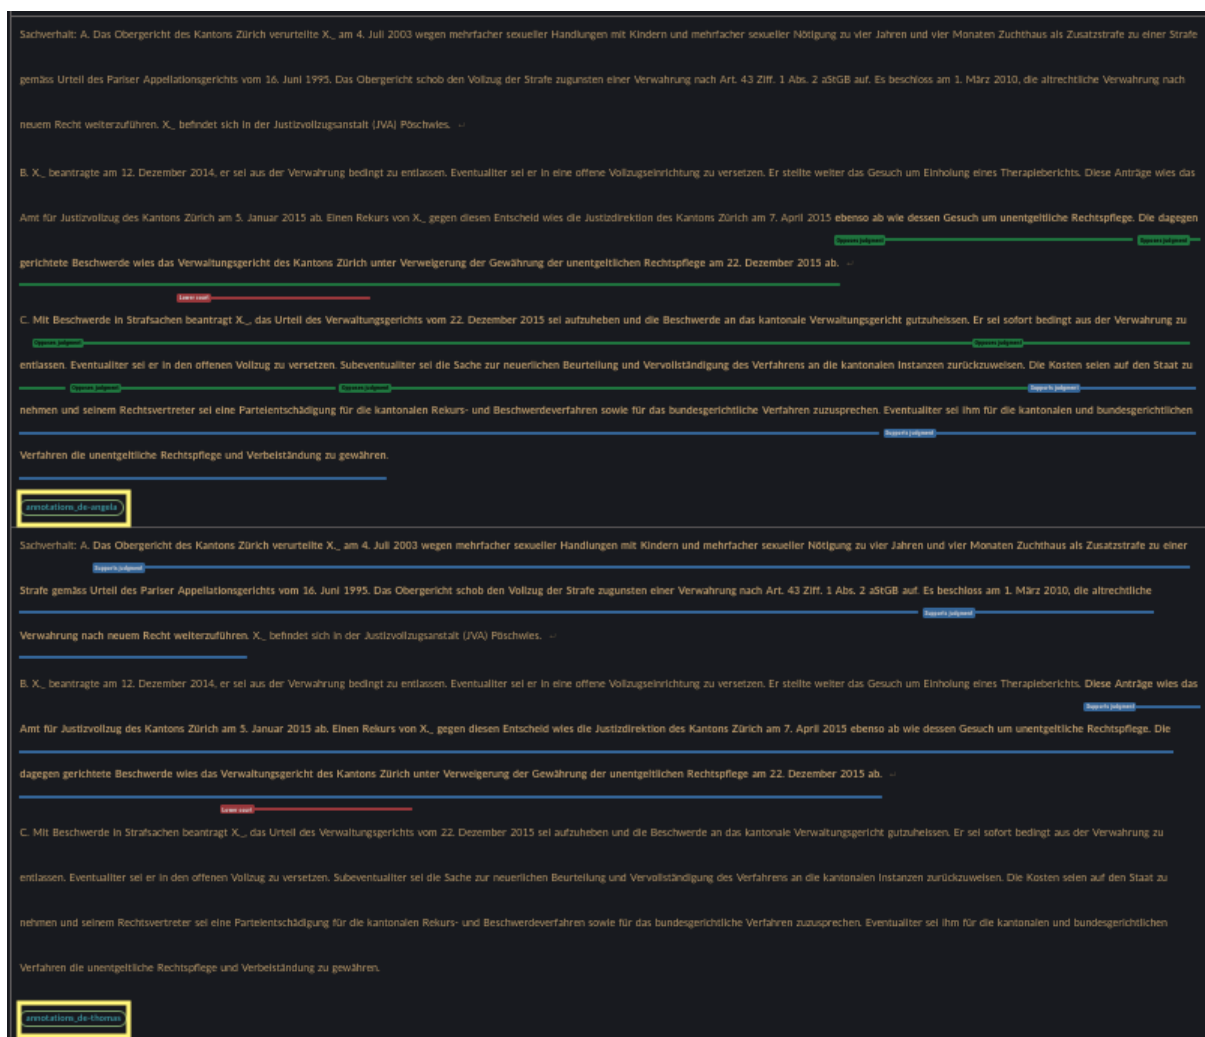 Sachverhalt: A. Das Obergericht des Kantons Zürich verurteilte X._ am 4. Juli 2003 wegen mehrfacher sexueller Handlungen mit Kindern und mehrfacher sexueller Nötigung zu vier Jahren und vier Monaten Zuchthaus als Zusatzstrafe zu einer Strafe
gemäss Urteil des Pariser Appellationsgerichts vom 16. Juni 1995. Das Obergericht schob den Vollzug der Strafe zugunsten einer Verwahrung nach Art. 43 Ziff. 1 Abs. 2 aStGB auf. Es beschloss am 1. März 2010, die altrechtliche Verwahrung nach
neuem Recht weiterzuführen. X._ befindet sich in der Justizvollzugsanstalt (JVA) Pöschwies. ↵
B. X._ beantragte am 12. Dezember 2014, er sei aus der Verwahrung bedingt zu entlassen. Eventualiter sei er in eine offene Vollzugseinrichtung zu versetzen. Er stellte weiter das Gesuch um Einholung eines Therapieberichts. Diese Anträge wies das
Amt für Justizvollzug des Kantons Zürich am 5. Januar 2015 ab. Einen Rekurs von X._ gegen diesen Entscheid wies die Justizdirektion des Kantons Zürich am 7. April 2015 ebenso ab wie dessen Gesuch um unentgeltliche Rechtspflege. Die dagegen
Opposes judgment Opposes judgment
gerichtete Beschwerde wies das Verwaltungsgericht des Kantons Zürich unter Verweigerung der Gewährung der unentgeltlichen Rechtspflege am 22. Dezember 2015 ab. ↵
Lower court
C. Mit Beschwerde in Strafsachen beantragt X._, das Urteil des Verwaltungsgerichts vom 22. Dezember 2015 sei aufzuheben und die Beschwerde an das kantonale Verwaltungsgericht gutzuheissen. Er sei sofort bedingt aus der Verwahrung zu
Opposes judgment Opposes judgment
entlassen. Eventualiter sei er in den offenen Vollzug zu versetzen. Subeventualiter sei die Sache zur neuerlichen Beurteilung und Vervollständigung des Verfahrens an die kantonalen Instanzen zurückzuweisen. Die Kosten seien auf den Staat zu
Opposes judgment Opposes judgment Supports judgment
nehmen und seinem Rechtsvertreter sei eine Parteientschädigung für die kantonalen Rekurs- und Beschwerdeverfahren sowie für das bundesgerichtliche Verfahren zuzusprechen. Eventualiter sei ihm für die kantonalen und bundesgerichtlichen
Supports judgment
Verfahren die unentgeltliche Rechtspflege und Verbeiständung zu gewähren.
annotations_de-angela
Sachverhalt: A. Das Obergericht des Kantons Zürich verurteilte X._ am 4. Juli 2003 wegen mehrfacher sexueller Handlungen mit Kindern und mehrfacher sexueller Nötigung zu vier Jahren und vier Monaten Zuchthaus als Zusatzstrafe zu einer
Supports judgment
Strafe gemäss Urteil des Pariser Appellationsgerichts vom 16. Juni 1995. Das Obergericht schob den Vollzug der Strafe zugunsten einer Verwahrung nach Art. 43 Ziff. 1 Abs. 2 aStGB auf. Es beschloss am 1. März 2010, die altrechtliche
Supports judgment
Verwahrung nach neuem Recht weiterzuführen. X._ befindet sich in der Justizvollzugsanstalt (JVA) Pöschwies. ↵
B. X._ beantragte am 12. Dezember 2014, er sei aus der Verwahrung bedingt zu entlassen. Eventualiter sei er in eine offene Vollzugseinrichtung zu versetzen. Er stellte weiter das Gesuch um Einholung eines Therapieberichts. Diese Anträge wies das
Supports judgment
Amt für Justizvollzug des Kantons Zürich am 5. Januar 2015 ab. Einen Rekurs von X._ gegen diesen Entscheid wies die Justizdirektion des Kantons Zürich am 7. April 2015 ebenso ab wie dessen Gesuch um unentgeltliche Rechtspflege. Die
dagegen gerichtete Beschwerde wies das Verwaltungsgericht des Kantons Zürich unter Verweigerung der Gewährung der unentgeltlichen Rechtspflege am 22. Dezember 2015 ab. ↵
Lower court
C. Mit Beschwerde in Strafsachen beantragt X._, das Urteil des Verwaltungsgerichts vom 22. Dezember 2015 sei aufzuheben und die Beschwerde an das kantonale Verwaltungsgericht gutzuheissen. Er sei sofort bedingt aus der Verwahrung zu
entlassen. Eventualiter sei er in den offenen Vollzug zu versetzen. Subeventualiter sei die Sache zur neuerlichen Beurteilung und Vervollständigung des Verfahrens an die kantonalen Instanzen zurückzuweisen. Die Kosten seien auf den Staat zu
nehmen und seinem Rechtsvertreter sei eine Parteientschädigung für die kantonalen Rekurs- und Beschwerdeverfahren sowie für das bundesgerichtliche Verfahren zuzusprechen. Eventualiter sei ihm für die kantonalen und bundesgerichtlichen
Verfahren die unentgeltliche Rechtspflege und Verbeiständung zu gewähren.
annotations_de-thomas